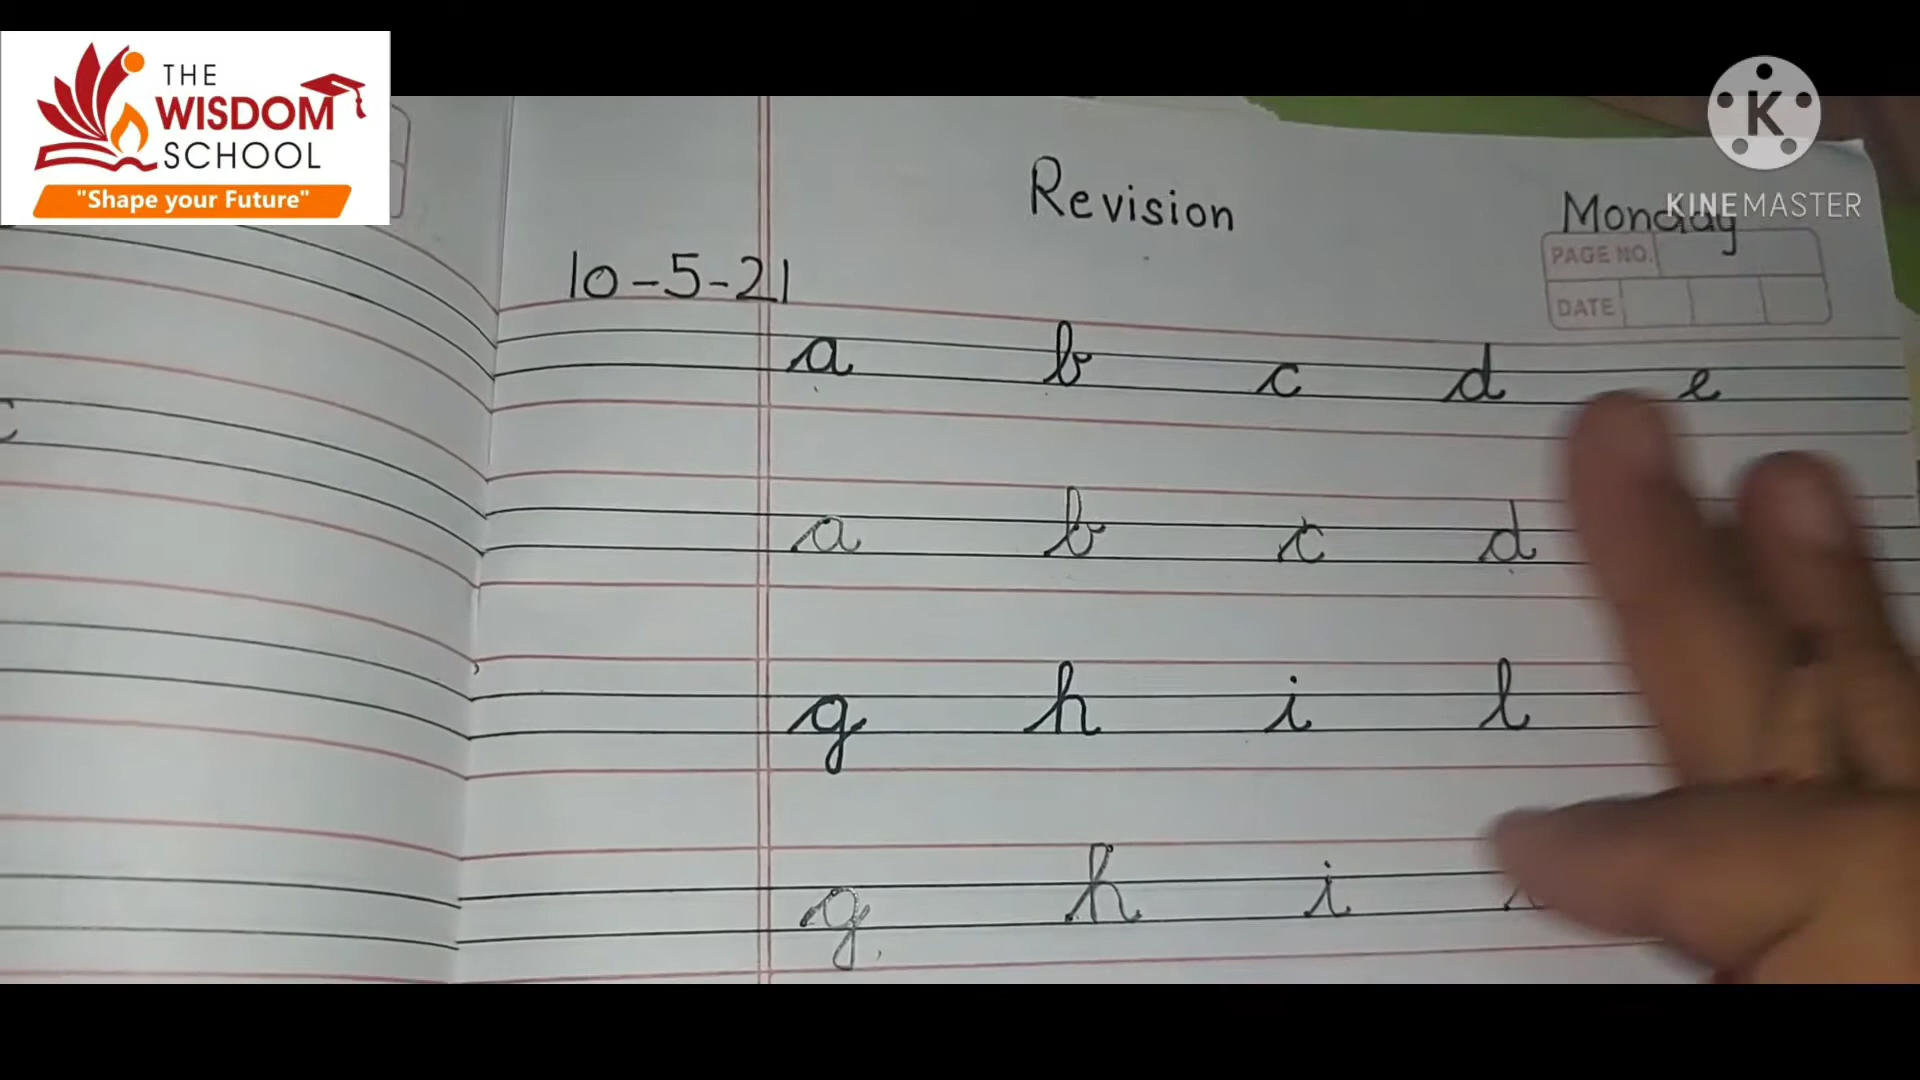 THE
WISDOM
SCHOOL
"Shape your Future"
K
KINEMASTER
Revision
Monday
PAGE NO.
DATE
10-5-21
a b c d e
a b c d
g h i l
g h i